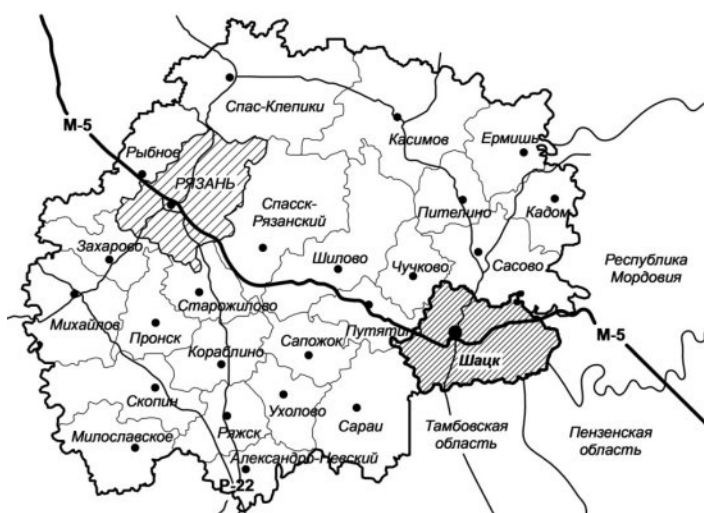 Спас-Клепики
М-5
Касимов
Ермишь
Рыбное
РЯЗАНЬ
Спасск-
Рязанский
Пителино
Кадом
Захарово
Шилово
Чучково
Сасово
Республика
Мордовия
Старожилово
Михайлов
Пронск
Путятин
М-5
Кораблино
Сапожок
Шацк
Скопин
Ухолово
Милославское
Ряжск
Сараи
Тамбовская
область
Пензенская
область
Александро-Невский
Р-22